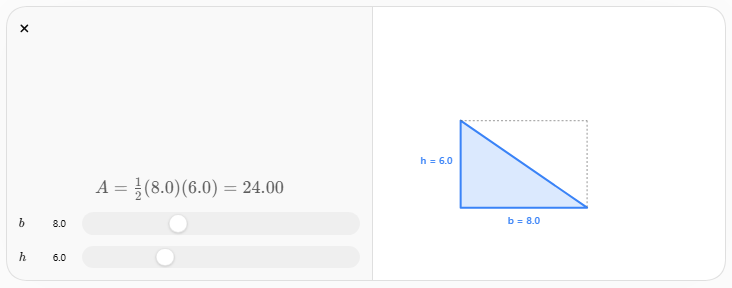 ×
A = 1/2(8.0)(6.0) = 24.00
b 8.0
h 6.0
h = 6.0
b = 8.0